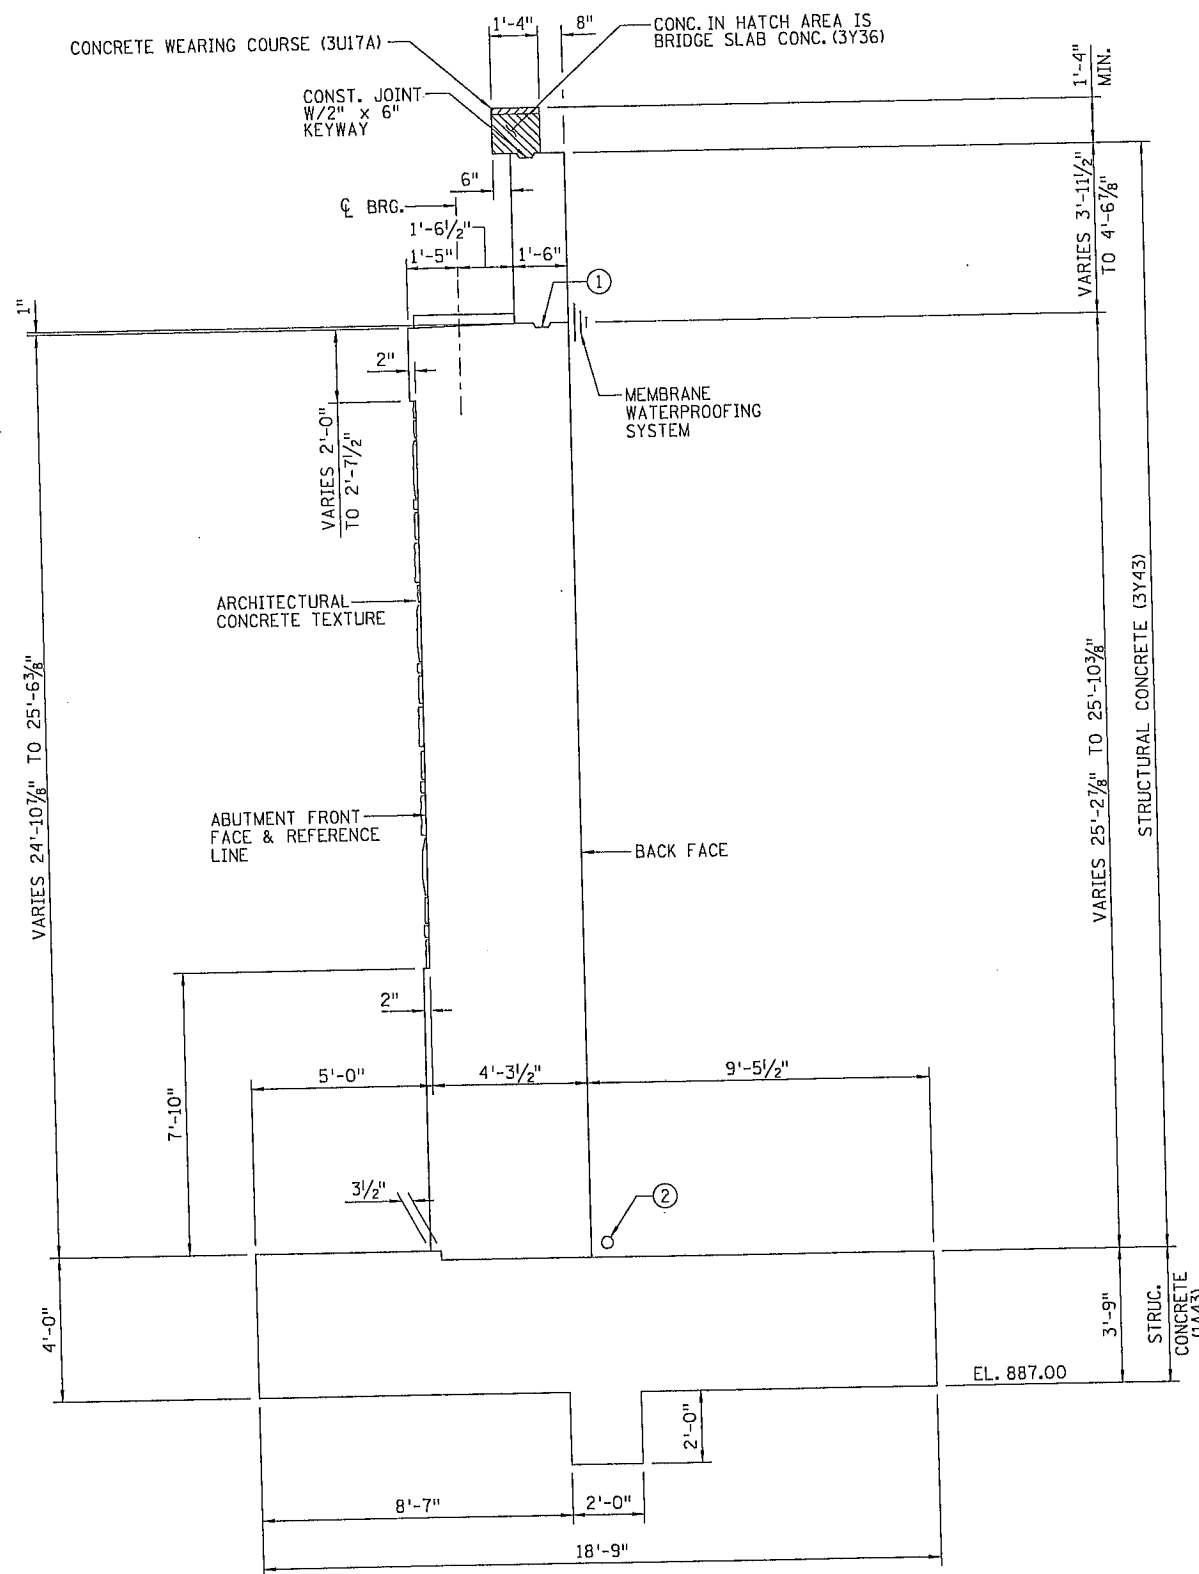 1'-4"
8"
CONCRETE WEARING COURSE (3U17A)
CONC. IN HATCH AREA IS
BRIDGE SLAB CONC. (3Y36)
1'-4"
MIN.
CONST. JOINT
W/2" x 6"
KEYWAY
6"
℄ BRG.
1'-6½"
1'-5"
1'-6"
1
VARIES 3'-11½"
TO 4'-6⅞"
1"
2"
MEMBRANE
WATERPROOFING
SYSTEM
VARIES 2'-0"
TO 2'-7½"
ARCHITECTURAL
CONCRETE TEXTURE
VARIES 24'-10⅞" TO 25'-6⅜"
VARIES 25'-2⅞" TO 25'-10⅜"
STRUCTURAL CONCRETE (3Y43)
ABUTMENT FRONT
FACE & REFERENCE
LINE
BACK FACE
2"
5'-0"
4'-3½"
9'-5½"
7'-10"
3½"
2
4'-0"
3'-9"
STRUC.
CONCRETE
(1A43)
EL. 887.00
2'-0"
8'-7"
2'-0"
18'-9"